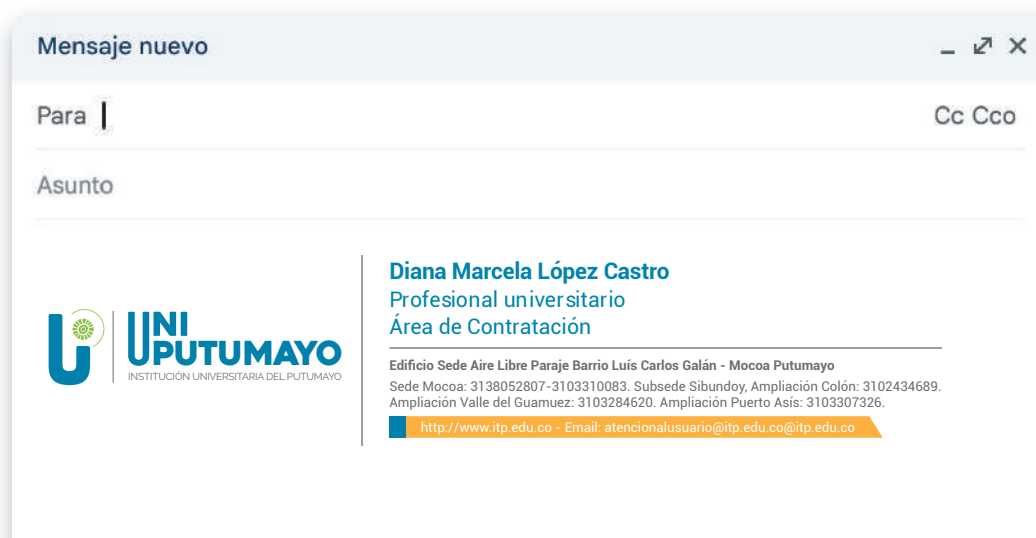 Mensaje nuevo
Para
Cc Cco
Asunto
UNI
UPUTUMAYO
INSTITUCIÓN UNIVERSITARIA DEL PUTUMAYO
Diana Marcela López Castro
Profesional universitario
Área de Contratación
Edificio Sede Aire Libre Paraje Barrio Luís Carlos Galán - Mocoa Putumayo
Sede Mocoa: 3138052807-3103310083. Subsede Sibundoy, Ampliación Colón: 3102434689.
Ampliación Valle del Guamuez: 3103284620. Ampliación Puerto Asís: 3103307326.
http://www.itp.edu.co - Email: atencionalusuario@itp.edu.co@itp.edu.co